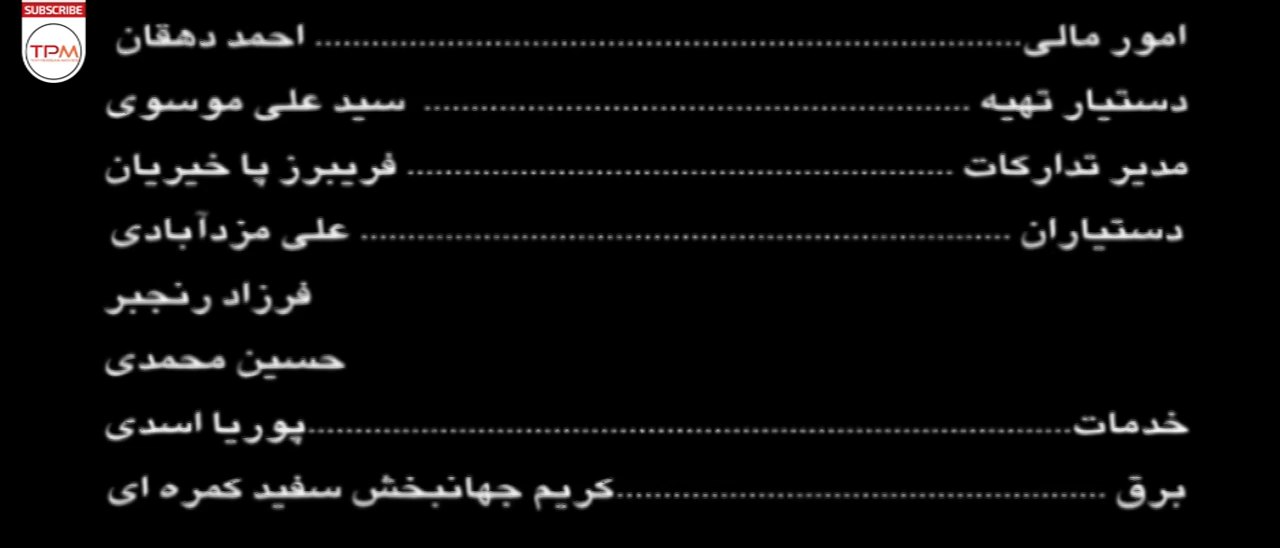 SUBSCRIBE
TPM
امور مالی........................................................احمد دهقان
دستیار تهیه ............................................ سید علی موسوی
مدیر تدارکات ............................................ فریبرز پا خیریان
دستیاران .................................................... علی مزدآبادی
فرزاد رنجبر
حسین محمدی
خدمات.............................................................پوریا اسدی
برق .......................................کریم جهانبخش سفید کمره ای